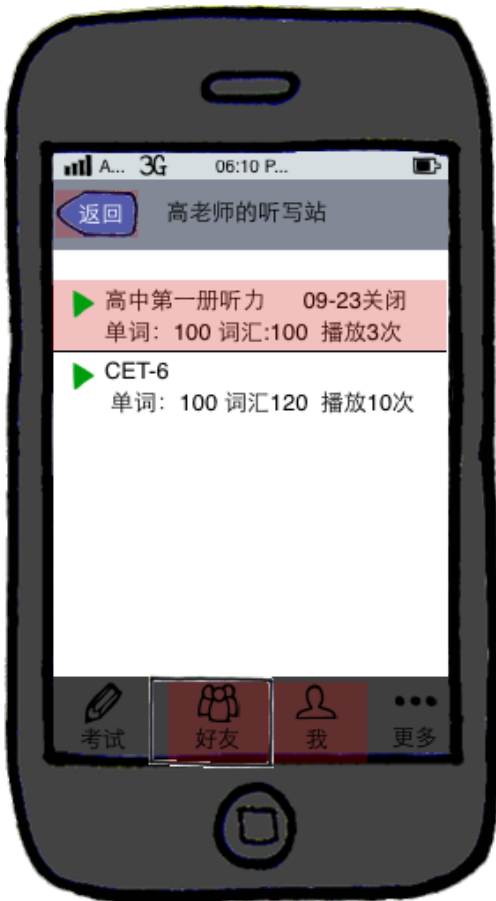 A... 3G 06:10 P...
返回 高老师的听写站
高中第一册听力 09-23关闭
单词：100 词汇:100 播放3次
CET-6
单词：100 词汇120 播放10次
考试 好友 我 更多